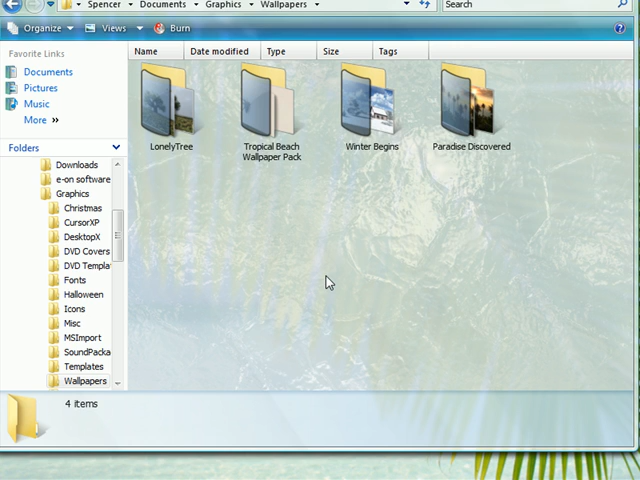 Spencer ▸ Documents ▸ Graphics ▸ Wallpapers ▸
Search
Organize
Views
Burn
Favorite Links
Documents
Pictures
Music
More ››
Folders
Downloads
e-on software
Graphics
Christmas
CursorXP
DesktopX
DVD Covers
DVD Templa
Fonts
Halloween
Icons
Misc
MSImport
SoundPacka
Templates
Wallpapers
Name
Date modified
Type
Size
Tags
LonelyTree
Tropical Beach
Wallpaper Pack
Winter Begins
Paradise Discovered
4 items